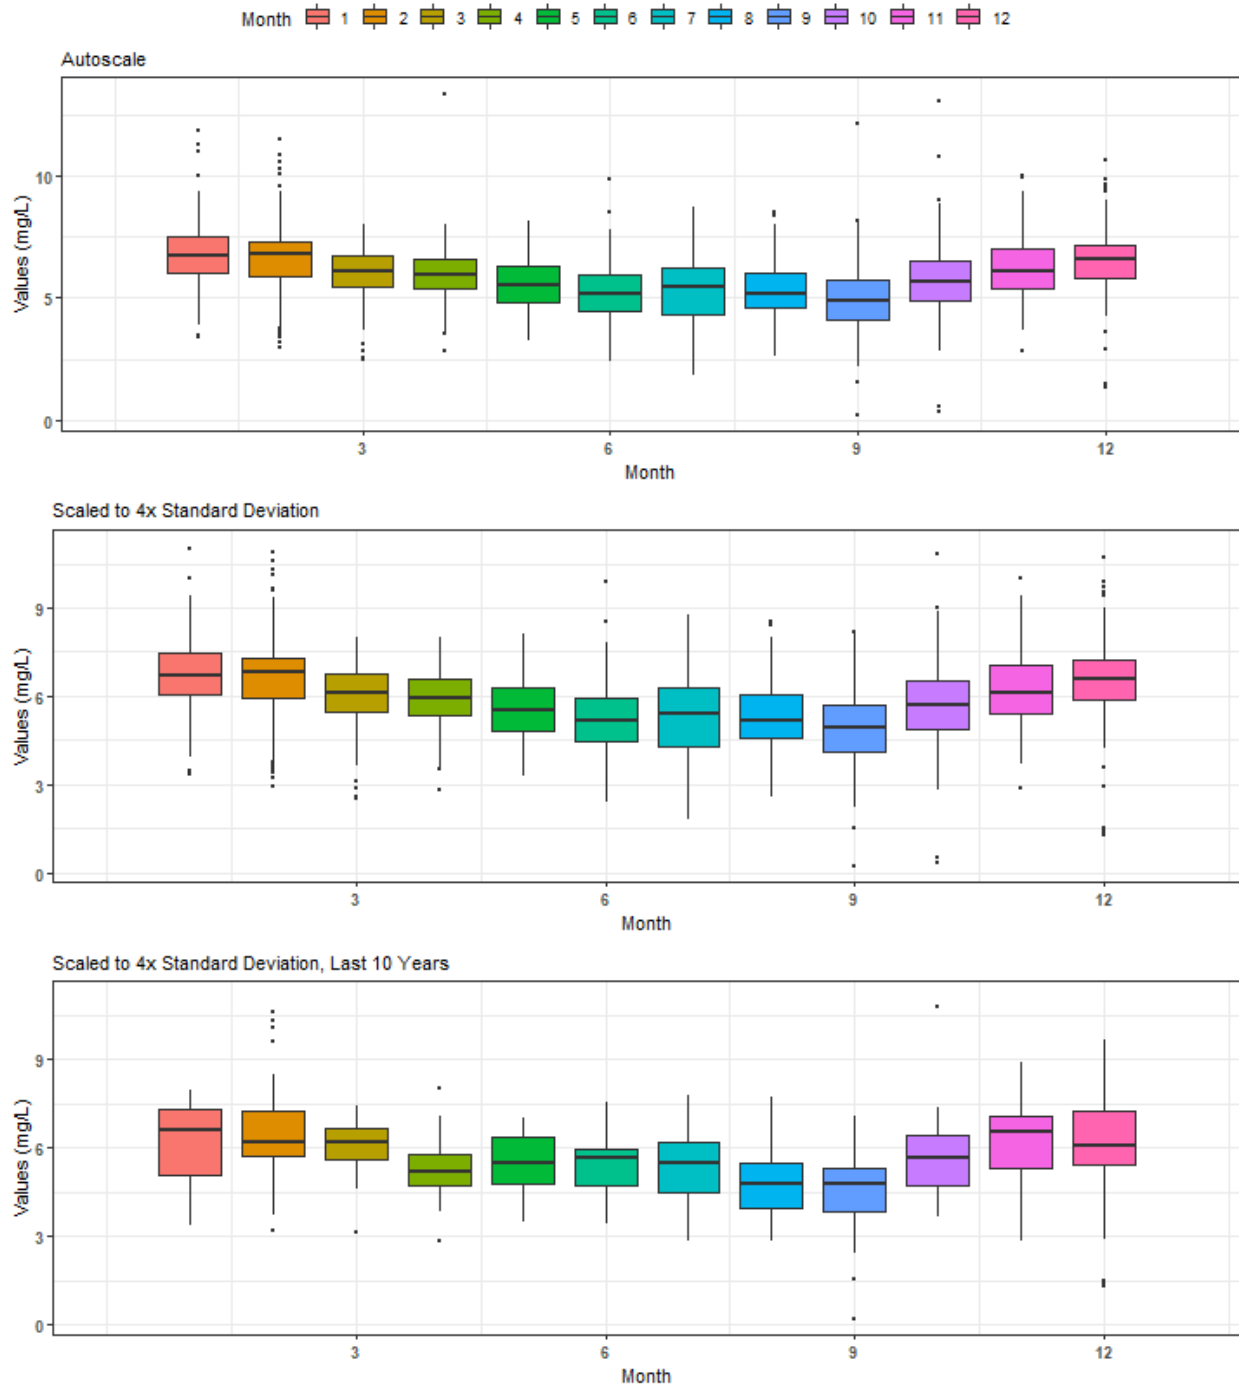 Month 1 2 3 4 5 6 7 8 9 10 11 12
Autoscale
Values (mg/L)
10
5
0
3 6 9 12
Month
Scaled to 4x Standard Deviation
Values (mg/L)
9
6
3
0
3 6 9 12
Month
Scaled to 4x Standard Deviation, Last 10 Years
Values (mg/L)
9
6
3
0
3 6 9 12
Month